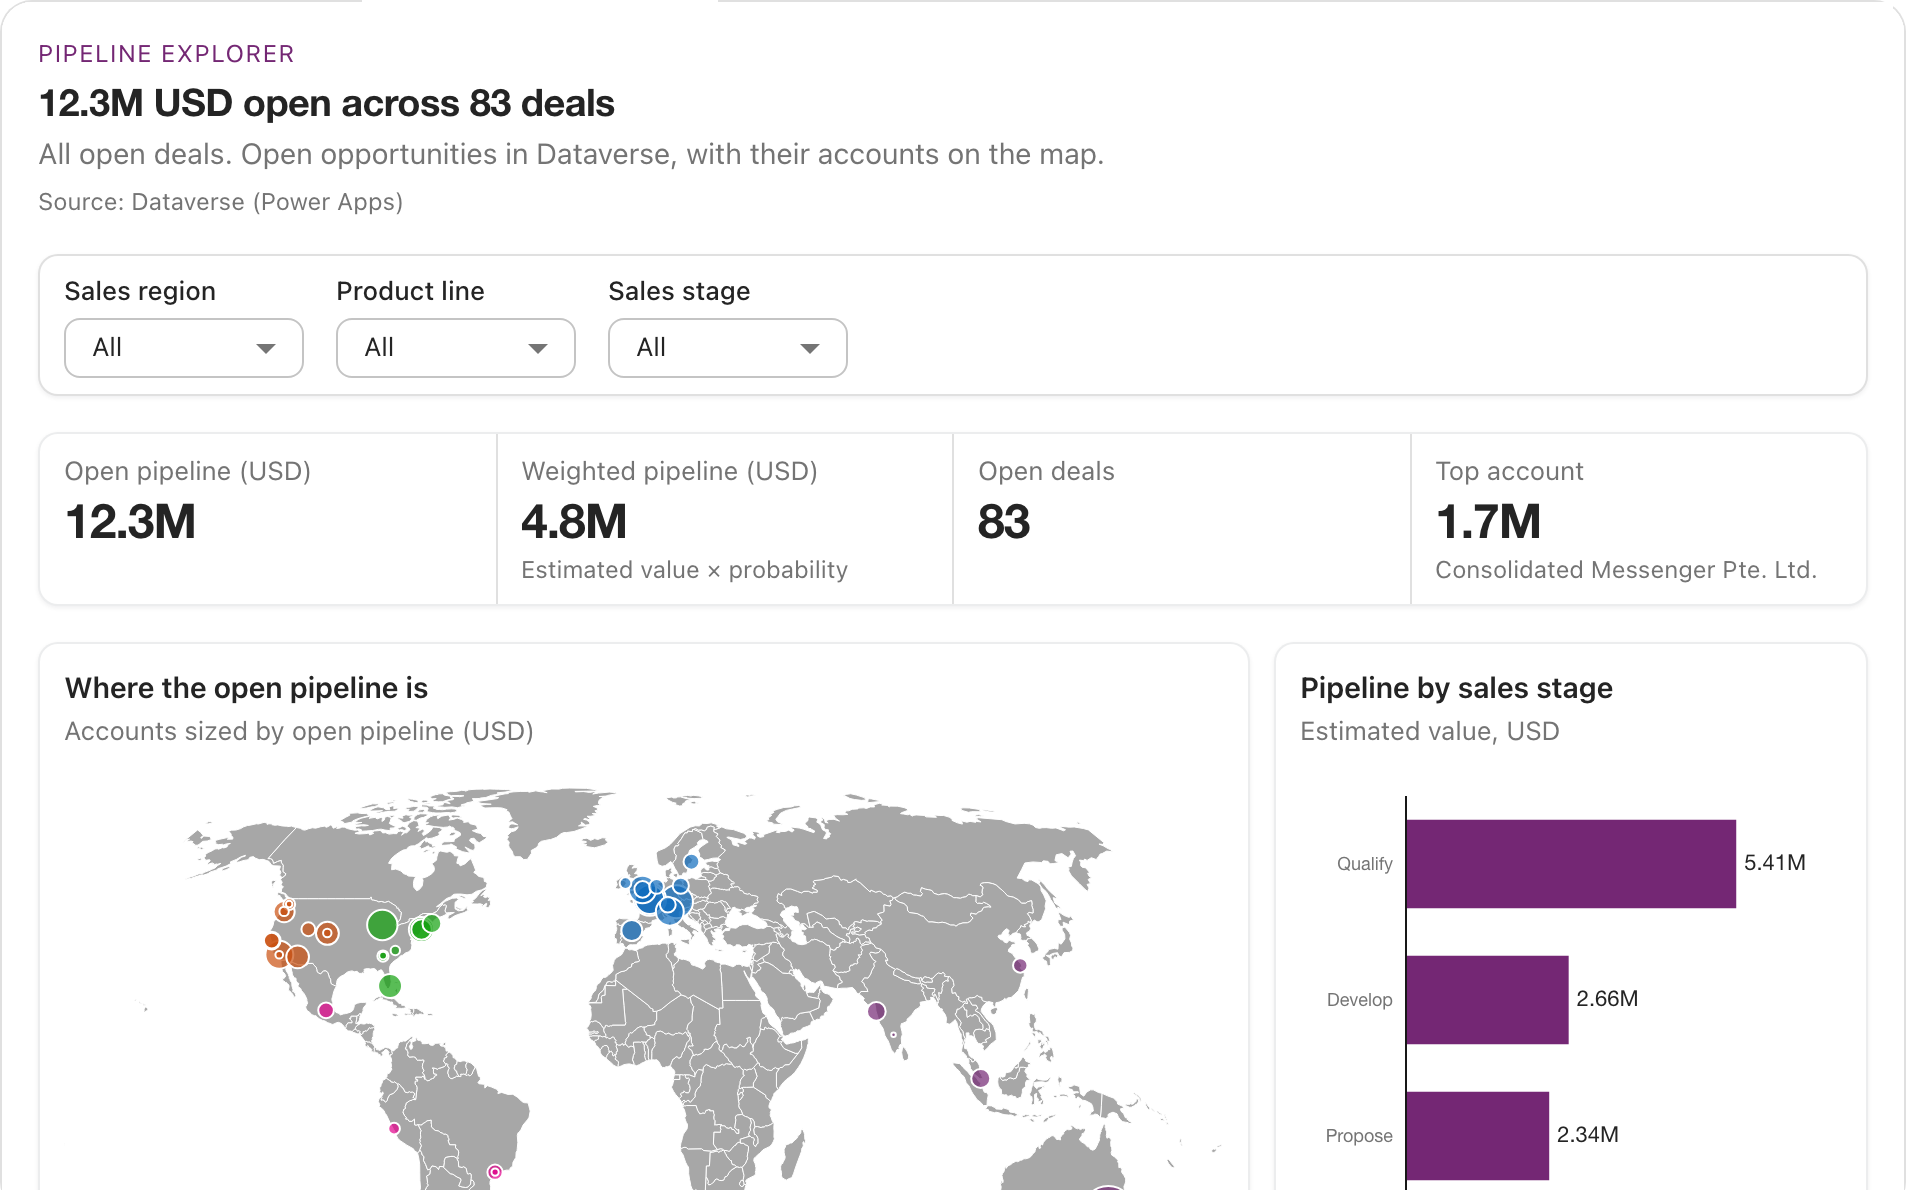 PIPELINE EXPLORER
12.3M USD open across 83 deals
All open deals. Open opportunities in Dataverse, with their accounts on the map.
Source: Dataverse (Power Apps)
Sales region
Product line
Sales stage
All
All
All
Open pipeline (USD)
12.3M
Weighted pipeline (USD)
4.8M
Estimated value × probability
Open deals
83
Top account
1.7M
Consolidated Messenger Pte. Ltd.
Where the open pipeline is
Accounts sized by open pipeline (USD)
Pipeline by sales stage
Estimated value, USD
Qualify
5.41M
Develop
2.66M
Propose
2.34M